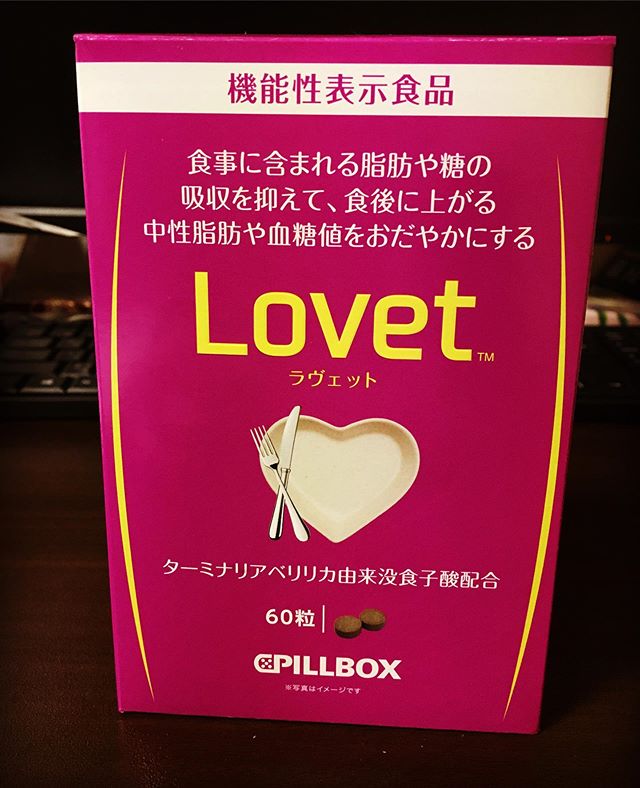 機能性表示食品
食事に含まれる脂肪や糖の
吸収を抑えて、食後に上がる
中性脂肪や血糖値をおだやかにする
Lovet™
ラヴェット
ターミナリアベリリカ由来没食子酸配合
60粒
PILLBOX
※写真はイメージです